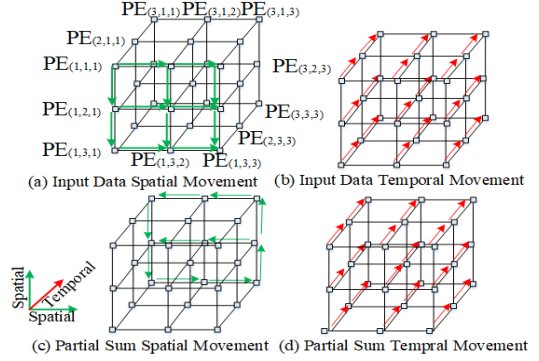 PE(3,1,1) PE(3,1,2) PE(3,1,3)
PE(2,1,1)
PE(1,1,1)
PE(1,2,1)
PE(1,3,1)
PE(1,3,2)
PE(1,3,3)
PE(2,3,3)
(a) Input Data Spatial Movement
PE(3,2,3)
PE(3,3,3)
(b) Input Data Temporal Movement
Spatial
Temporal
Spatial
(c) Partial Sum Spatial Movement
(d) Partial Sum Tempral Movement